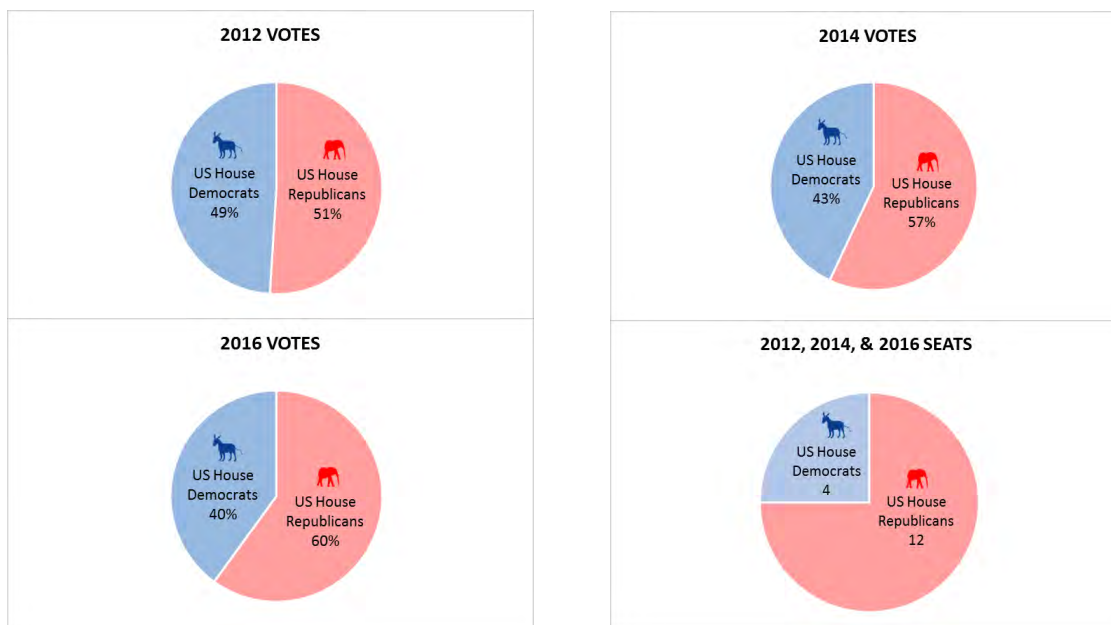 2012 VOTES
US House
Democrats
49%
US House
Republicans
51%
2014 VOTES
US House
Democrats
43%
US House
Republicans
57%
2016 VOTES
US House
Democrats
40%
US House
Republicans
60%
2012, 2014, & 2016 SEATS
US House
Democrats
4
US House
Republicans
12